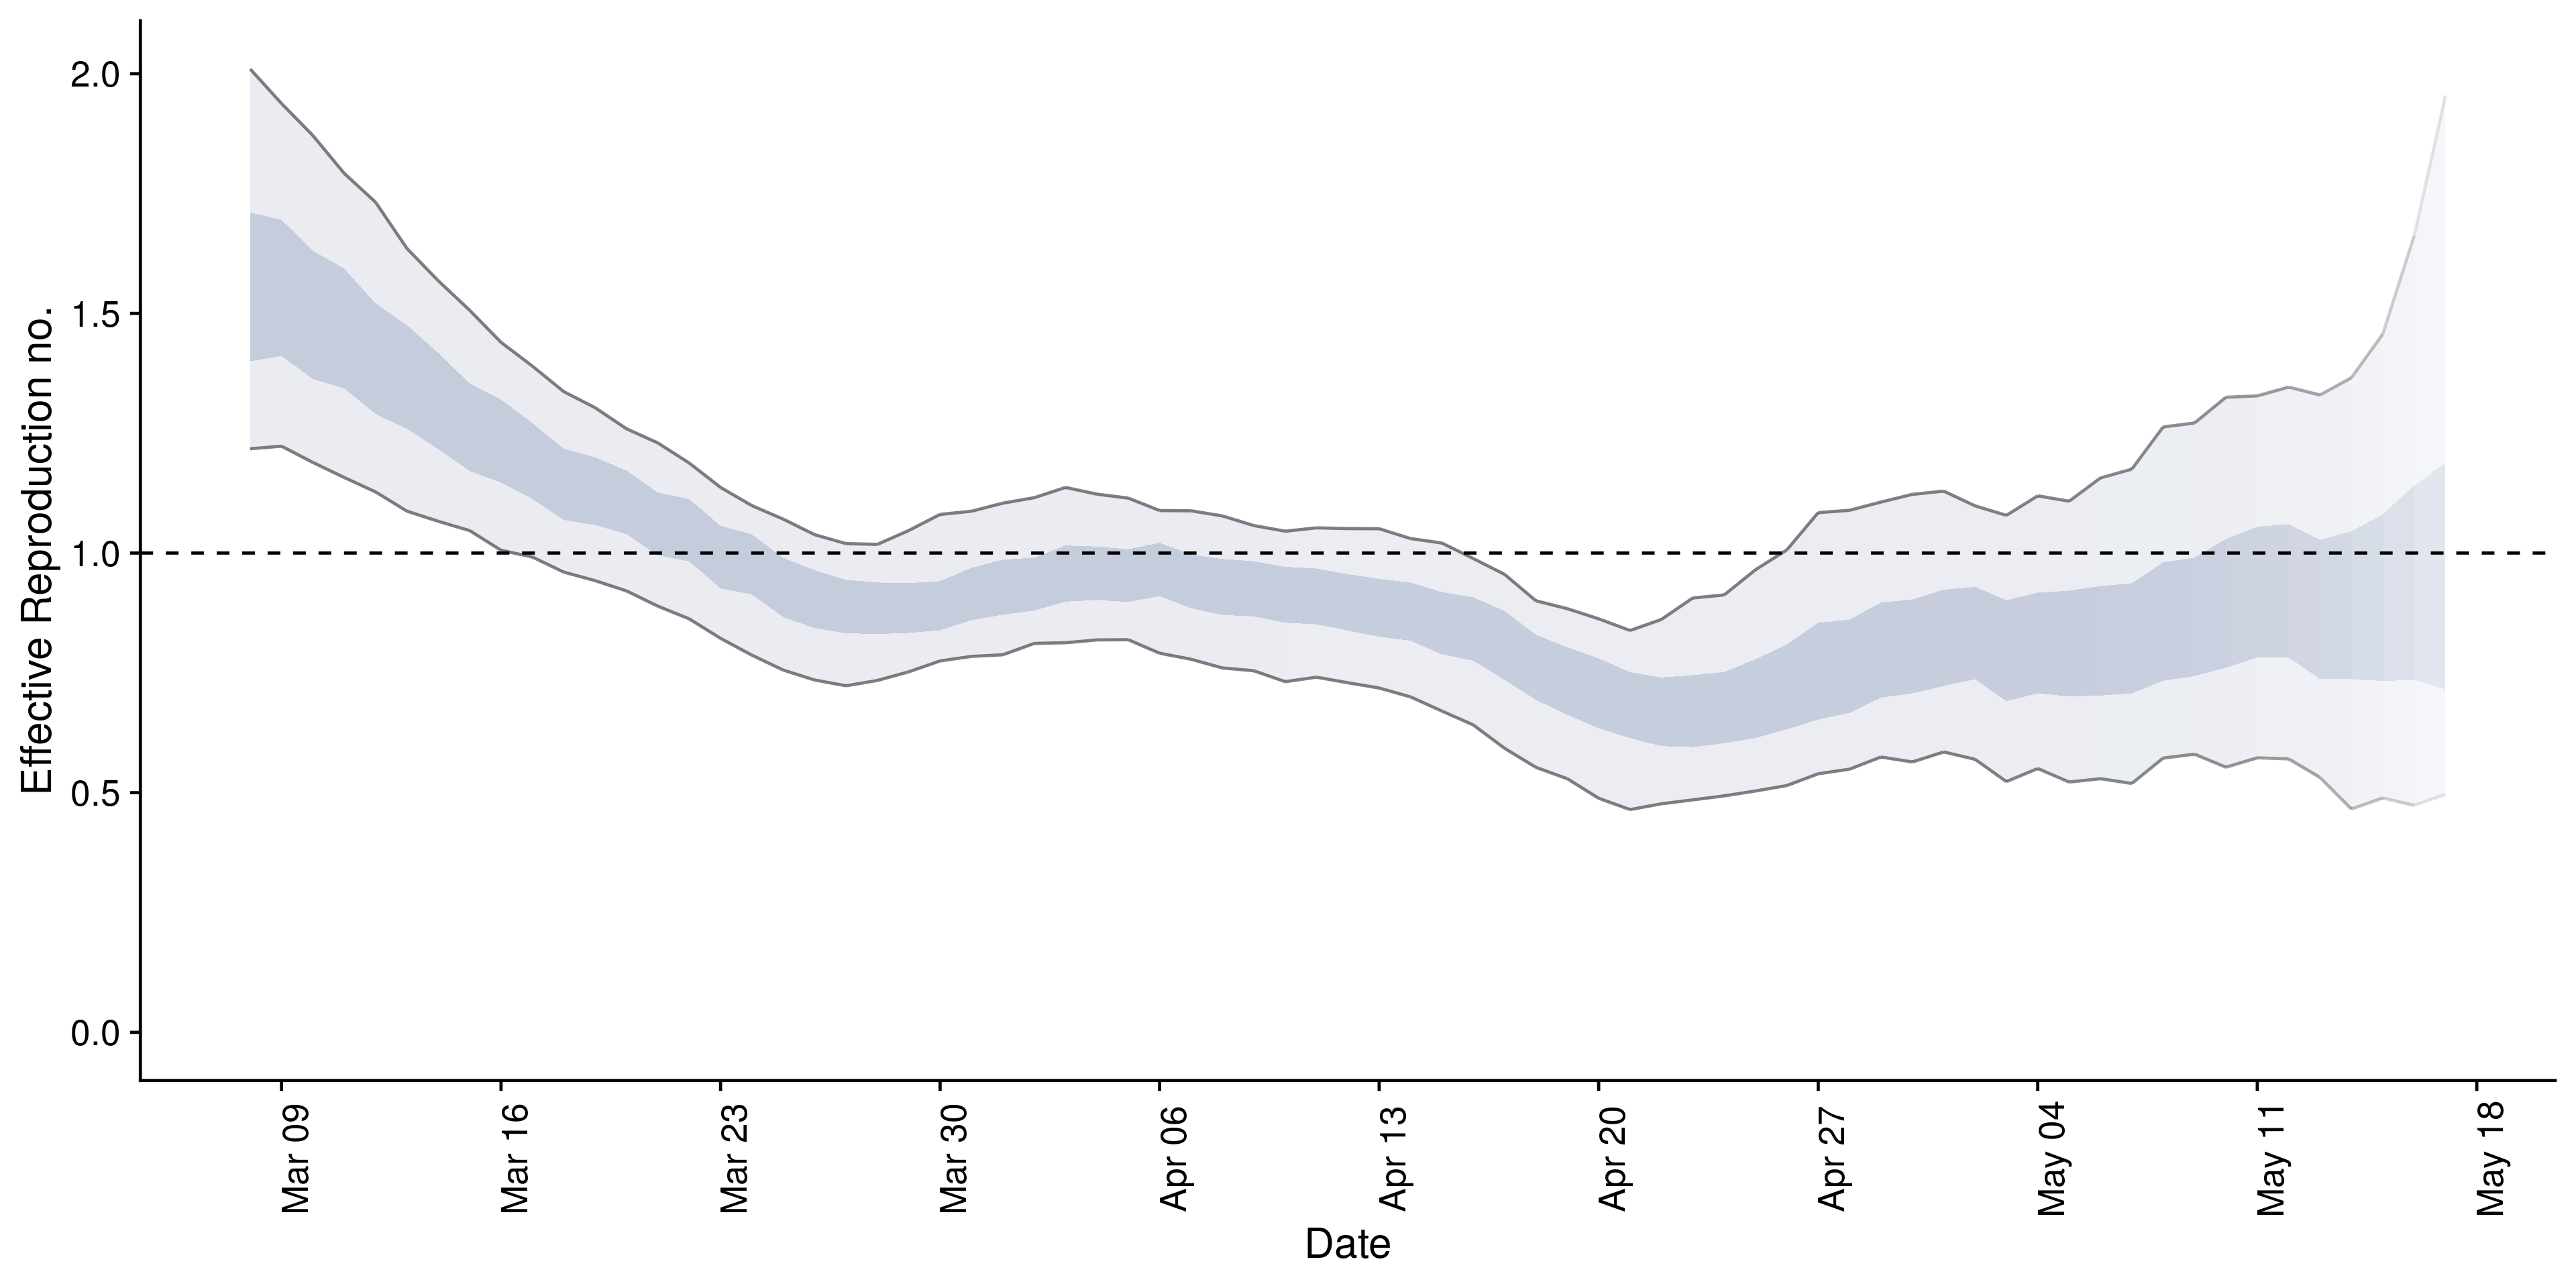 Effective Reproduction no.
2.0
1.5
1.0
0.5
0.0
Mar 09
Mar 16
Mar 23
Mar 30
Apr 06
Apr 13
Apr 20
Apr 27
May 04
May 11
May 18
Date